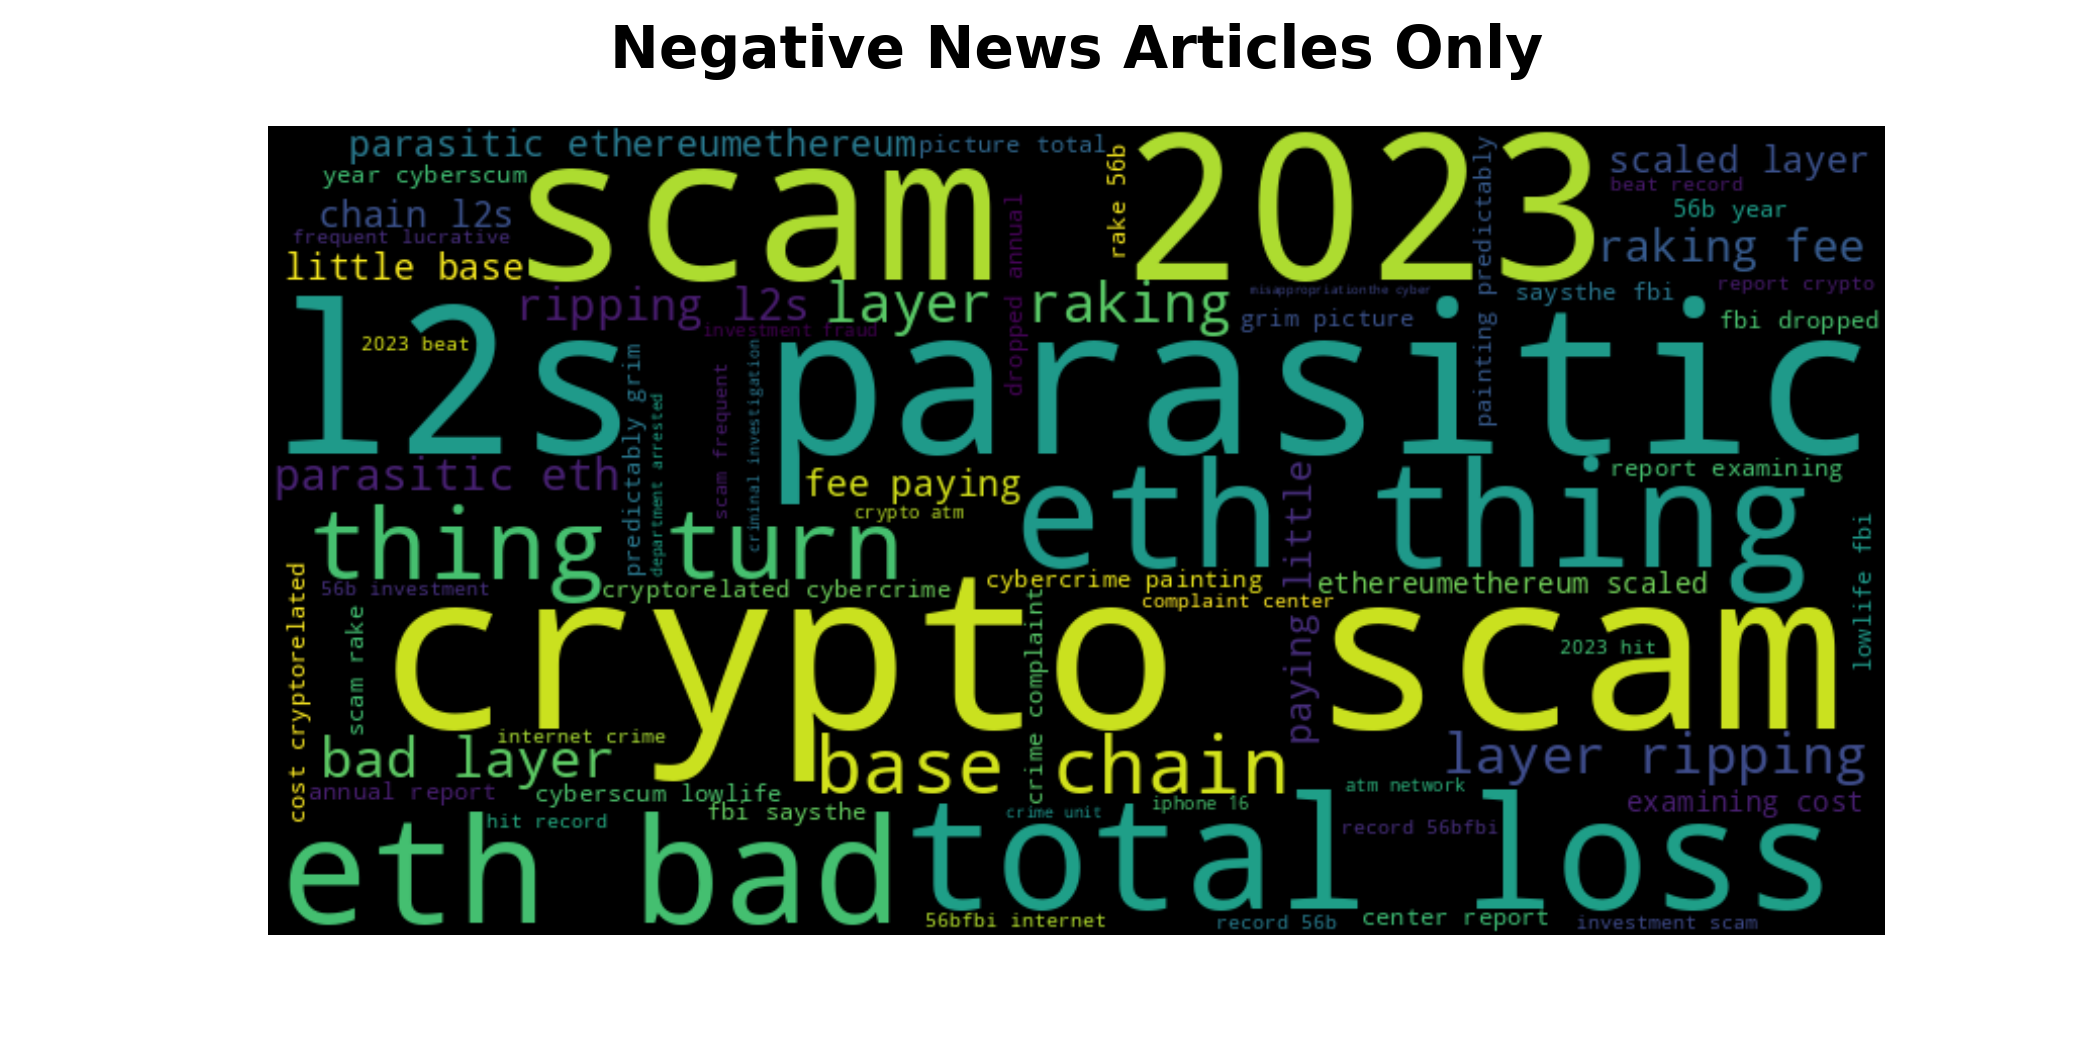 Negative News Articles Only
parasitic ethereumethereum
picture total
scam 2023
rake 56b
painting predictably
scaled layer
year cyberscum
beat record
chain l2s
56b year
frequent lucrative
dropped annual
raking fee
little base
ripping l2s
layer raking
misappropriationthe cyber
saysthe fbi
report crypto
investment fraud
grim picture
fbi dropped
l2s parasitic
2023 beat
predictably grim
department arrested
scam frequent
criminal investigation
parasitic eth
fee paying
crypto atm
eth thing
paying little
report examining
thing turn
lowlife fbi
cost cryptorelated
56b investment
cryptorelated cybercrime
cybercrime painting
complaint center
ethereumethereum scaled
scam rake
crypto scam
crime complaint
2023 hit
internet crime
bad layer
base chain
layer ripping
annual report
cyberscum lowlife
fbi saysthe
atm network
iphone 16
examining cost
hit record
crime unit
record 56bfbi
eth bad
total loss
56bfbi internet
record 56b
center report
investment scam